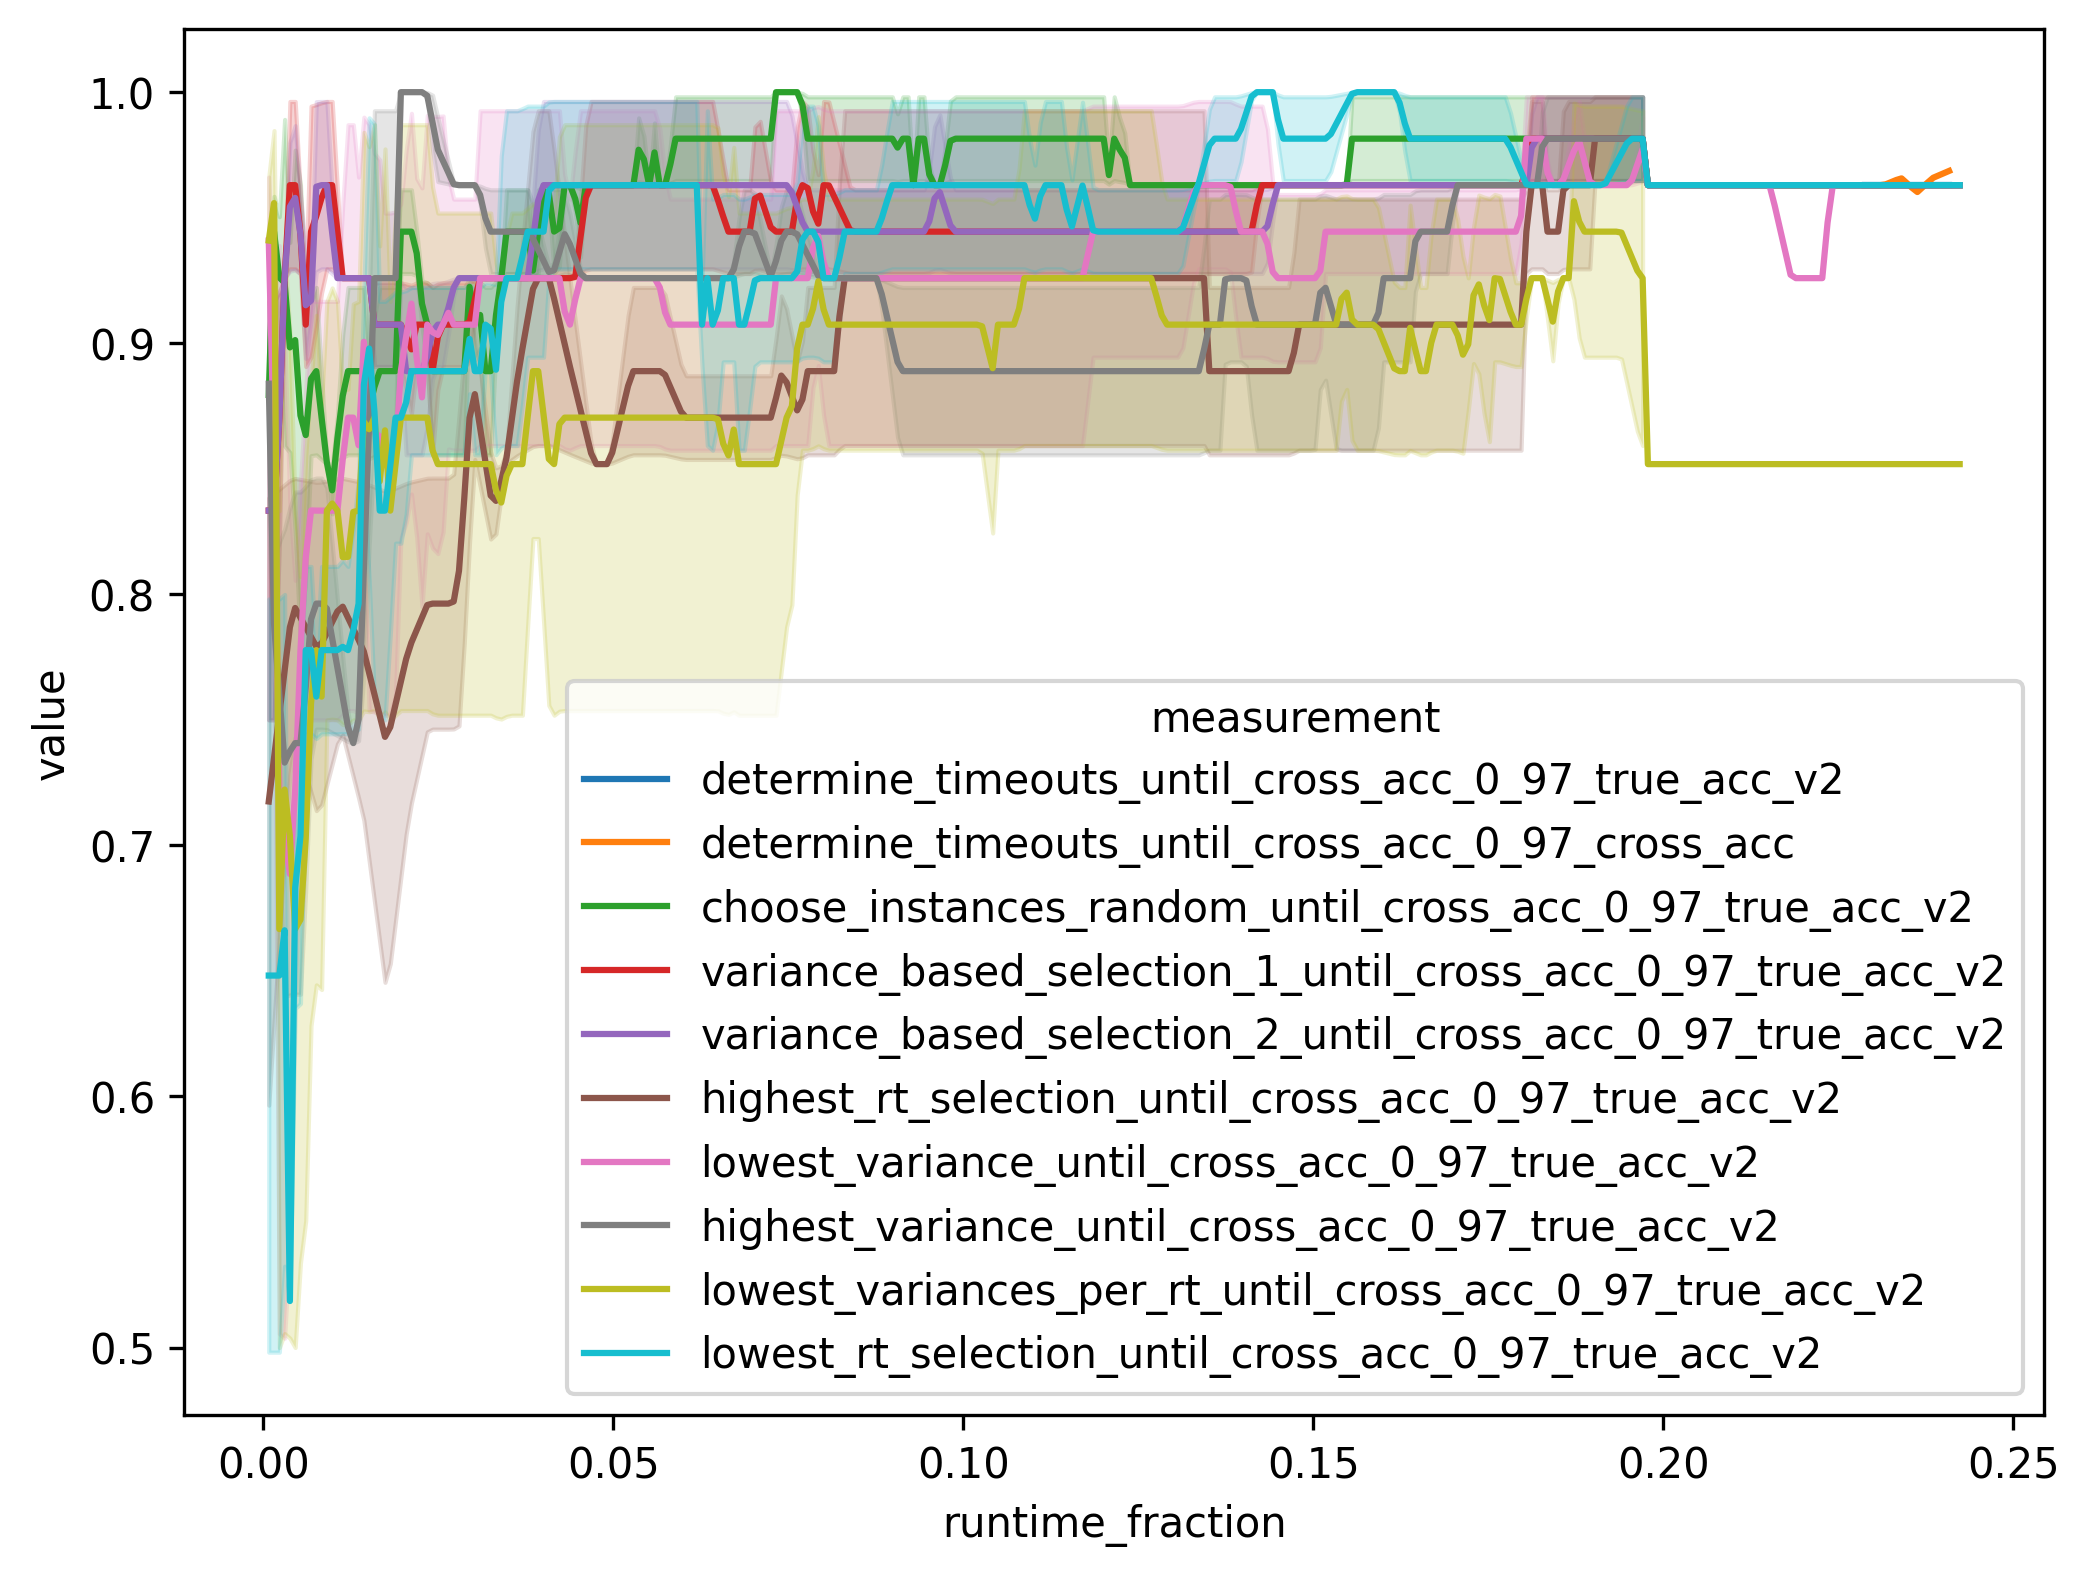 1.0
0.9
0.8
0.7
0.6
0.5
value
measurement
determine_timeouts_until_cross_acc_0_97_true_acc_v2
determine_timeouts_until_cross_acc_0_97_cross_acc
choose_instances_random_until_cross_acc_0_97_true_acc_v2
variance_based_selection_1_until_cross_acc_0_97_true_acc_v2
variance_based_selection_2_until_cross_acc_0_97_true_acc_v2
highest_rt_selection_until_cross_acc_0_97_true_acc_v2
lowest_variance_until_cross_acc_0_97_true_acc_v2
highest_variance_until_cross_acc_0_97_true_acc_v2
lowest_variances_per_rt_until_cross_acc_0_97_true_acc_v2
lowest_rt_selection_until_cross_acc_0_97_true_acc_v2
0.00 0.05 0.10 0.15 0.20 0.25
runtime_fraction